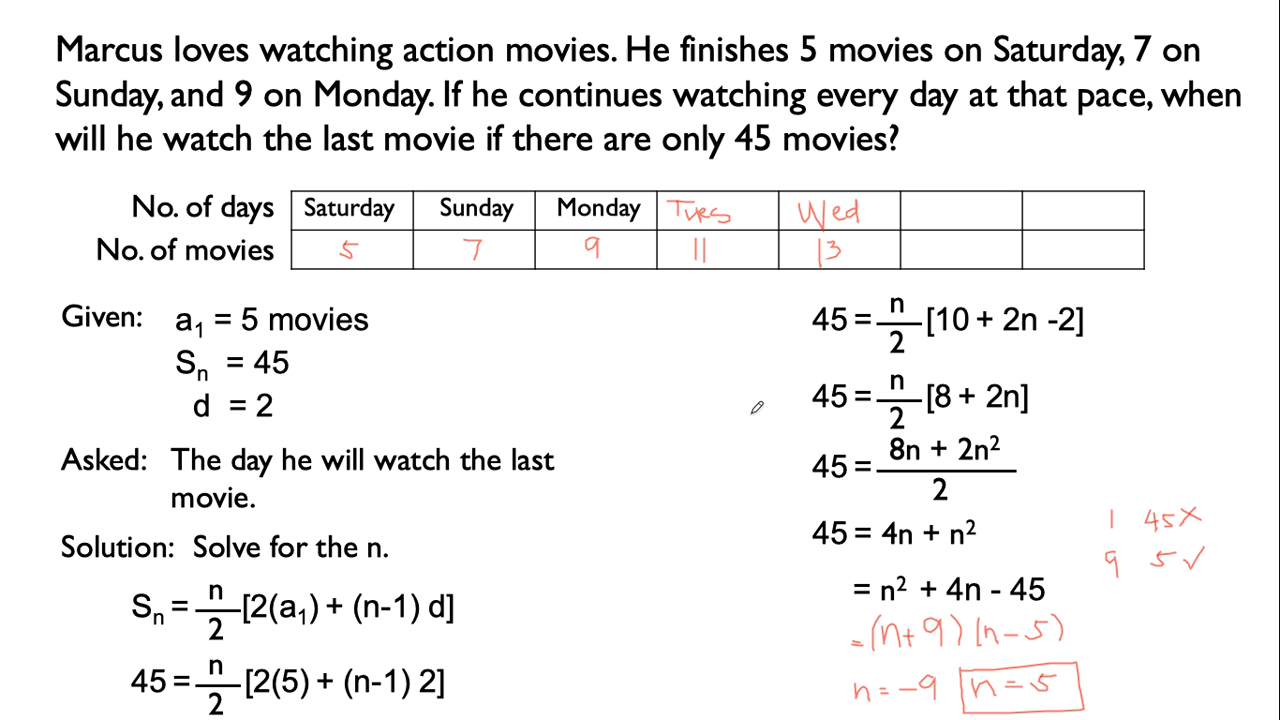 Marcus loves watching action movies. He finishes 5 movies on Saturday, 7 on
Sunday, and 9 on Monday. If he continues watching every day at that pace, when
will he watch the last movie if there are only 45 movies?
No. of days Saturday Sunday Monday Tues Wed
No. of movies 5 7 9 11 13
Given: a₁ = 5 movies
Sₙ = 45
d = 2
Asked: The day he will watch the last
movie.
Solution: Solve for the n.
Sₙ = n/2 [2(a₁) + (n-1) d]
45 = n/2 [2(5) + (n-1) 2]
45 = n/2 [10 + 2n -2]
45 = n/2 [8 + 2n]
45 = 8n + 2n²/2
45 = 4n + n²
= n² + 4n - 45
= (n+9) (n-5)
n = -9 n = 5
1 45 ×
9 5 ✓